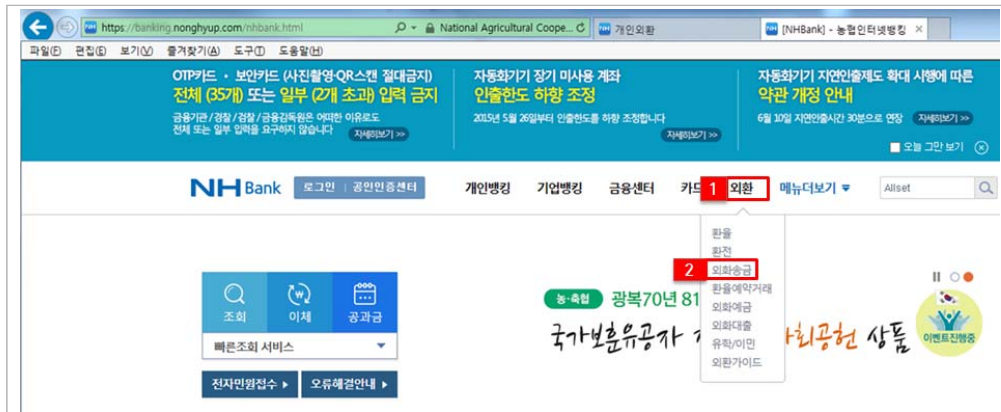 https://banking.nonghyup.com/nhbank.html
National Agricultural Coope...
개인외환
[NHBank] - 농협인터넷뱅킹
파일(F) 편집(E) 보기(V) 즐겨찾기(A) 도구(T) 도움말(H)
OTP카드 · 보안카드 (사진촬영·QR스캔 절대금지)
전체 (35개) 또는 일부 (2개 초과) 입력 금지
금융기관/경찰/검찰/금융감독원은 어떠한 이유로도
전체 또는 일부 입력을 요구하지 않습니다 자세히보기 >>
자동화기기 장기 미사용 계좌
인출한도 하향 조정
2015년 5월 26일부터 인출한도를 하향 조정합니다
자세히보기 >>
자동화기기 지연인출제도 확대 시행에 따른
약관 개정 안내
6월 10일 지연인출시간 30분으로 연장 자세히보기 >>
오늘 그만 보기
NH Bank 로그인 | 공인인증센터 개인뱅킹 기업뱅킹 금융센터 카드 1 외환 메뉴더보기 Allset
환율
환전
2 외화송금
환율예약거래
외화예금
외화대출
유학/이민
외환가이드
조회 이체 공과금
빠른조회 서비스
전자민원접수 오류해결안내
농·축협 광복70년 81
국가보훈유공자 사회공헌 상품
이벤트진행중